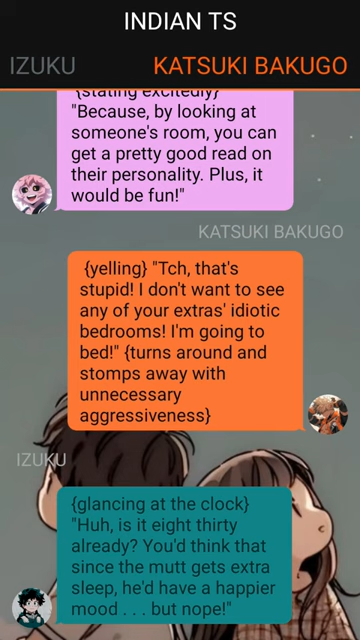 INDIAN TS
IZUKU KATSUKI BAKUGO
{stating excitedly}
"Because, by looking at
someone's room, you can
get a pretty good read on
their personality. Plus, it
would be fun!"
KATSUKI BAKUGO
{yelling} "Tch, that's
stupid! I don't want to see
any of your extras' idiotic
bedrooms! I'm going to
bed!" {turns around and
stomps away with
unnecessary
aggressiveness}
IZUKU
{glancing at the clock}
"Huh, is it eight thirty
already? You'd think that
since the mutt gets extra
sleep, he'd have a happier
mood . . . but nope!"